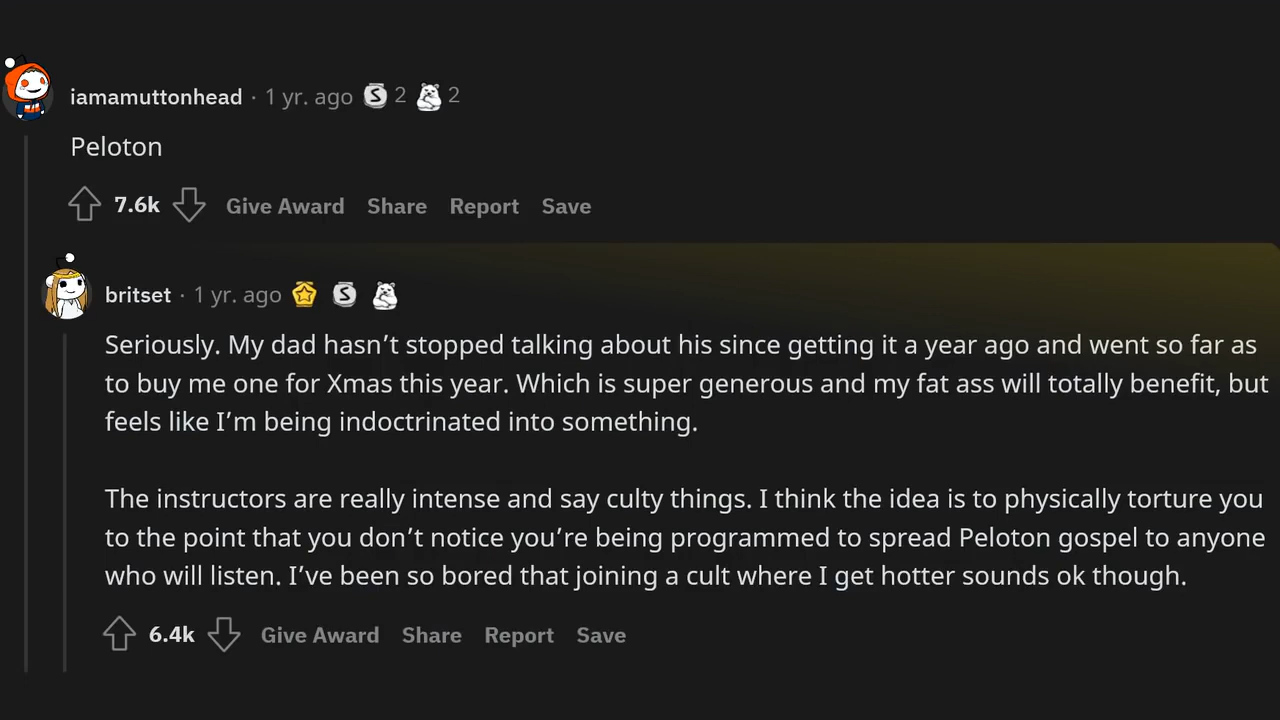 iamamuttonhead · 1 yr. ago S 2 2
Peloton
7.6k Give Award Share Report Save
britset · 1 yr. ago S
Seriously. My dad hasn’t stopped talking about his since getting it a year ago and went so far as
to buy me one for Xmas this year. Which is super generous and my fat ass will totally benefit, but
feels like I’m being indoctrinated into something.
The instructors are really intense and say culty things. I think the idea is to physically torture you
to the point that you don’t notice you’re being programmed to spread Peloton gospel to anyone
who will listen. I’ve been so bored that joining a cult where I get hotter sounds ok though.
6.4k Give Award Share Report Save